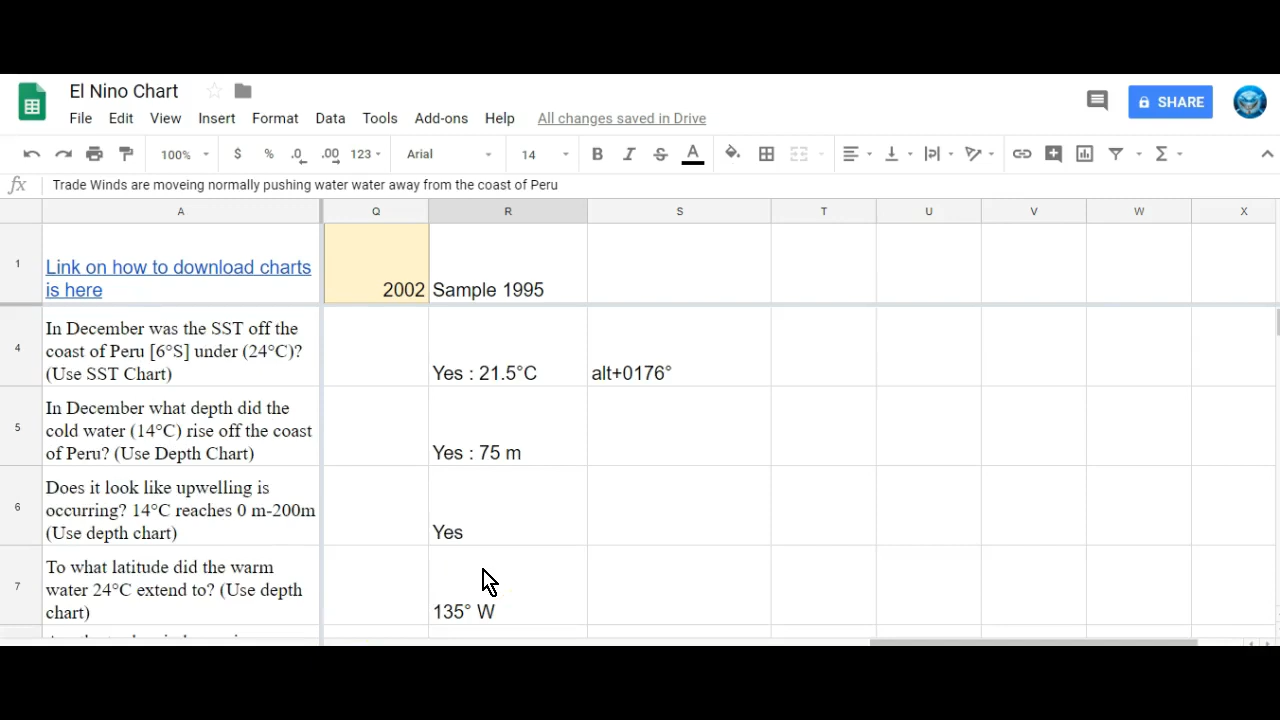 El Nino Chart
File Edit View Insert Format Data Tools Add-ons Help All changes saved in Drive
SHARE
100% $ % .0 .00 123 Arial 14 B I S A Σ
fx Trade Winds are moveing normally pushing water water away from the coast of Peru
A Q R S T U V W X
1
Link on how to download charts
is here
2002 Sample 1995
4
In December was the SST off the
coast of Peru [6°S] under (24°C)?
(Use SST Chart)
Yes : 21.5°C alt+0176°
5
In December what depth did the
cold water (14°C) rise off the coast
of Peru? (Use Depth Chart)
Yes : 75 m
6
Does it look like upwelling is
occurring? 14°C reaches 0 m-200m
(Use depth chart)
Yes
7
To what latitude did the warm
water 24°C extend to? (Use depth
chart)
135° W